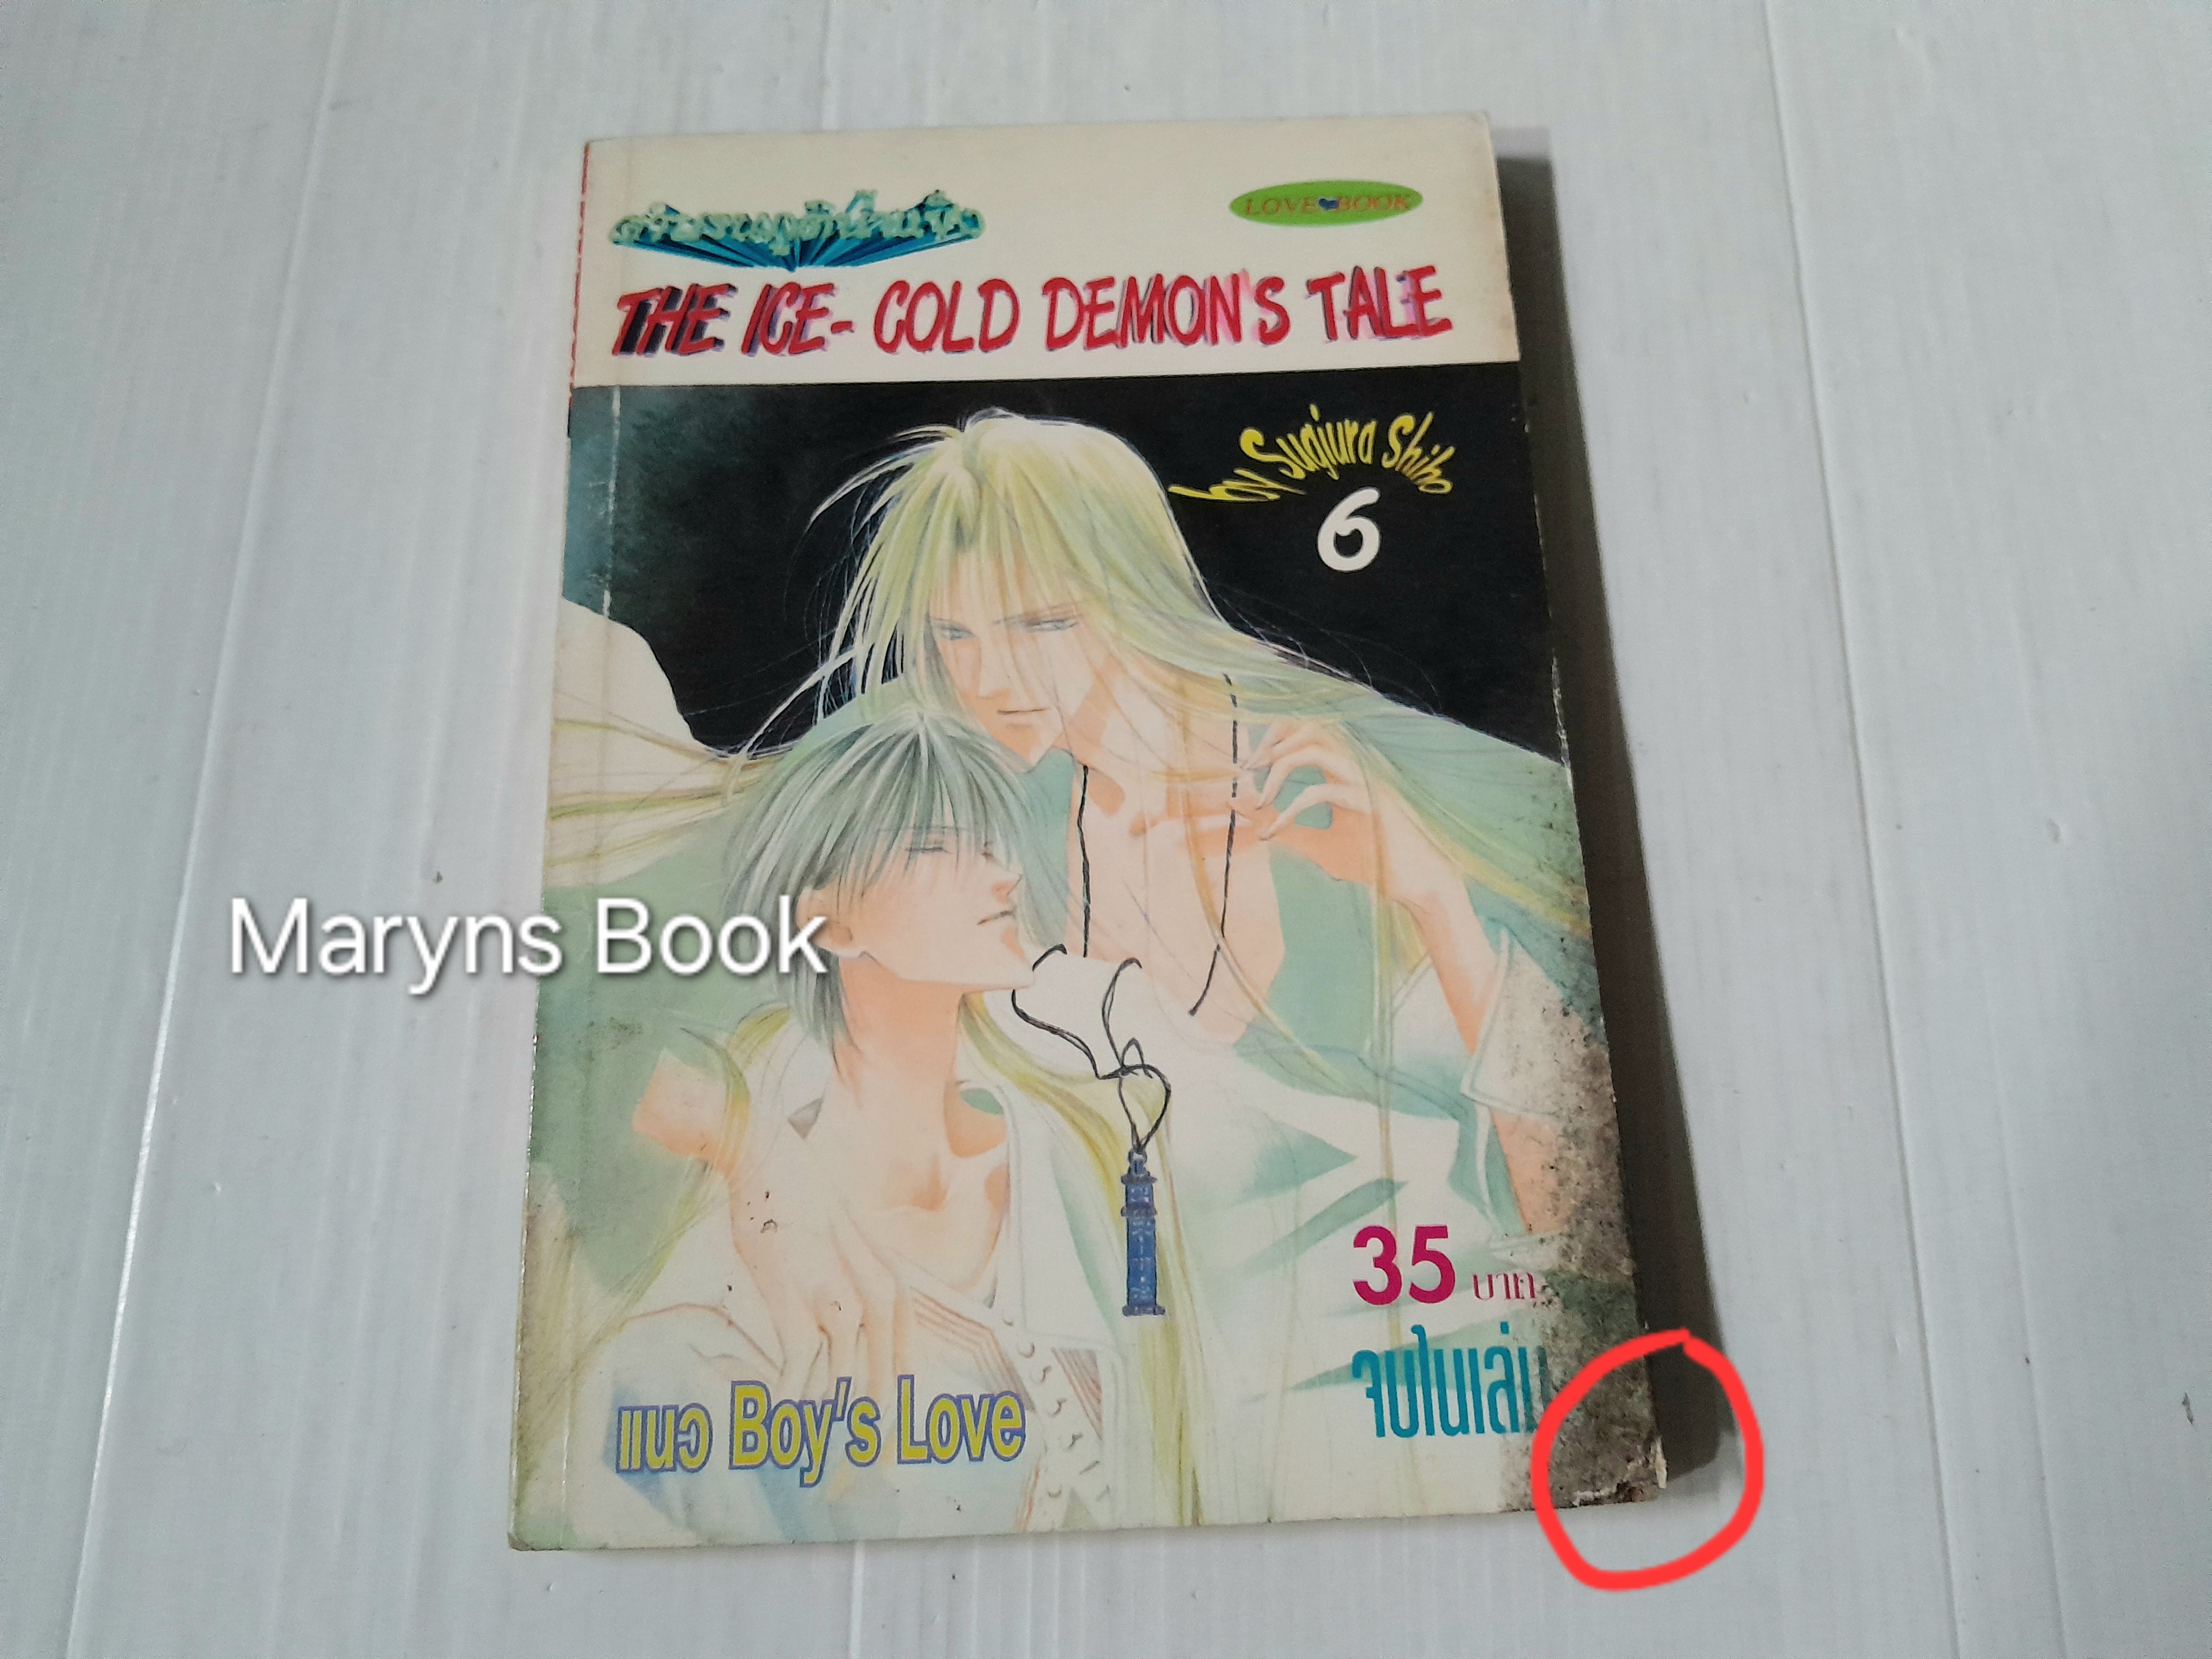 LOVE BOOK
THE ICE- COLD DEMON'S TALE
by Sugiura Shiho
6
Maryns Book
35 บาท
จบในเล่ม
แนว Boy's Love